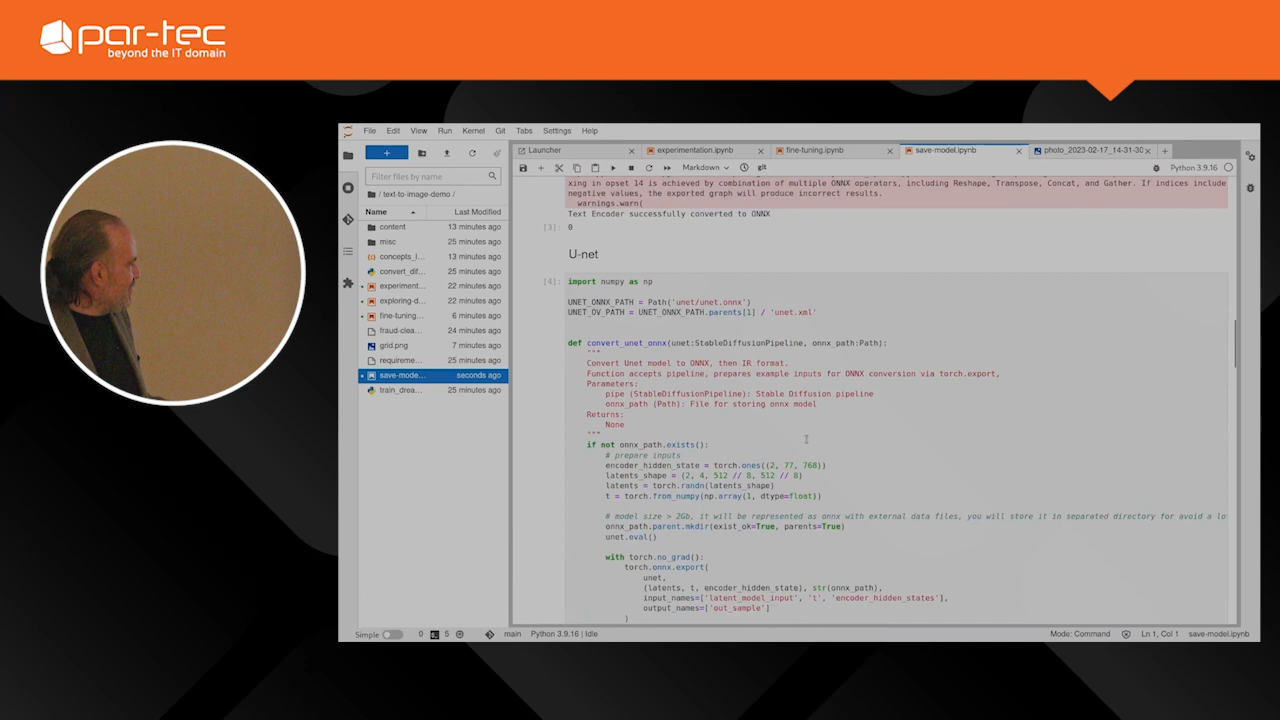 par-tec
beyond the IT domain
File Edit View Run Kernel Git Tabs Settings Help
+
Filter files by name
/ text-to-image-demo /
Name Last Modified
content 13 minutes ago
misc 25 minutes ago
concepts_l... 13 minutes ago
convert_dif... 25 minutes ago
experiment... 22 minutes ago
exploring-d... 22 minutes ago
fine-tuning... 6 minutes ago
fraud-clea... 24 minutes ago
grid.png 7 minutes ago
requireme... 25 minutes ago
save-mode... seconds ago
train_drea... 25 minutes ago
Launcher experimentation.ipynb fine-tuning.ipynb save-model.ipynb photo_2023-02-17_14-31-30
Markdown git Python 3.9.16
xing in opset 14 is achieved by combination of multiple ONNX operators, including Reshape, Transpose, Concat, and Gather. If indices include
negative values, the exported graph will produce incorrect results.
warnings.warn(
Text Encoder successfully converted to ONNX
[3]: 0
U-net
[4]: import numpy as np
UNET_ONNX_PATH = Path('unet/unet.onnx')
UNET_OV_PATH = UNET_ONNX_PATH.parents[1] / 'unet.xml'
def convert_unet_onnx(unet:StableDiffusionPipeline, onnx_path:Path):
"""
Convert Unet model to ONNX, then IR format.
Function accepts pipeline, prepares example inputs for ONNX conversion via torch.export,
Parameters:
pipe (StableDiffusionPipeline): Stable Diffusion pipeline
onnx_path (Path): File for storing onnx model
Returns:
None
"""
if not onnx_path.exists():
# prepare inputs
encoder_hidden_state = torch.ones((2, 77, 768))
latents_shape = (2, 4, 512 // 8, 512 // 8)
latents = torch.randn(latents_shape)
t = torch.from_numpy(np.array(1, dtype=float))
# model size > 2Gb, it will be represented as onnx with external data files, you will store it in separated directory for avoid a lo
onnx_path.parent.mkdir(exist_ok=True, parents=True)
unet.eval()
with torch.no_grad():
torch.onnx.export(
unet,
(latents, t, encoder_hidden_state), str(onnx_path),
input_names=['latent_model_input', 't', 'encoder_hidden_states'],
output_names=['out_sample']
)
Simple 0 5 main Python 3.9.16 | Idle Mode: Command Ln 1, Col 1 save-model.ipynb